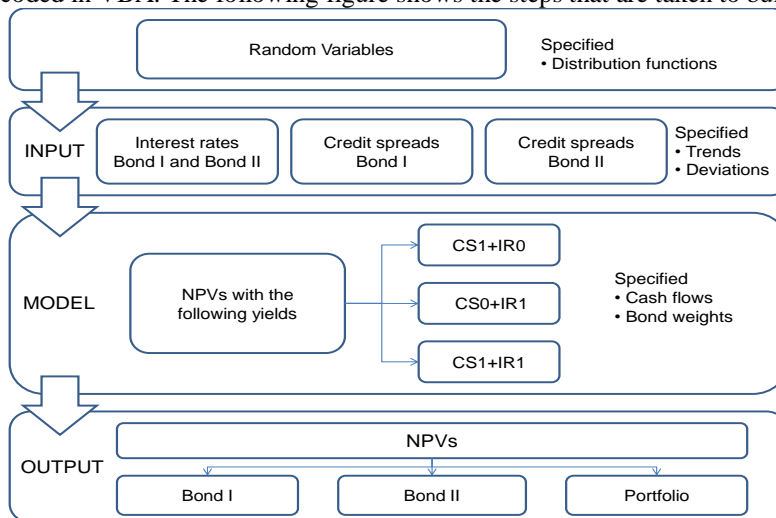 coded in VBA. The following figure shows the steps that are taken to
Random Variables
Specified
• Distribution functions
INPUT
Interest rates
Bond I and Bond II
Credit spreads
Bond I
Credit spreads
Bond II
Specified
• Trends
• Deviations
MODEL
NPVs with the
following yields
CS1+IR0
CS0+IR1
CS1+IR1
Specified
• Cash flows
• Bond weights
OUTPUT
NPVs
Bond I
Bond II
Portfolio